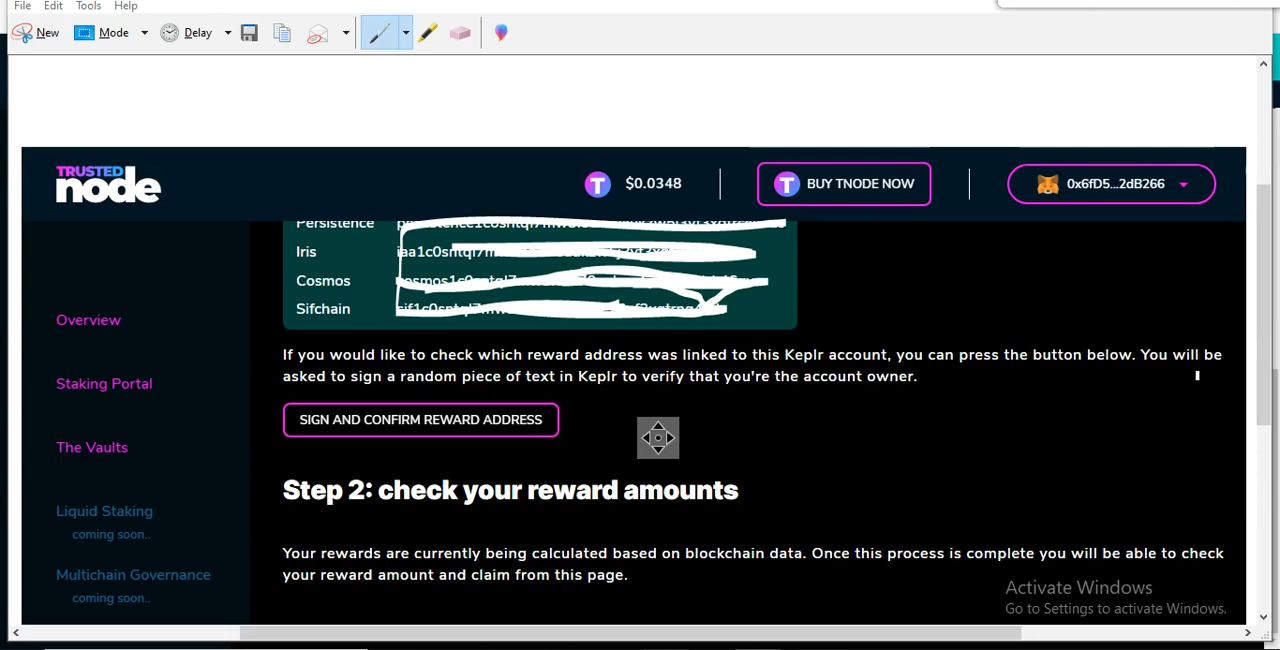 File Edit Tools Help
New Mode Delay
TRUSTED
node
$0.0348
BUY TNODE NOW
0x6fD5...2dB266
Persistence
Iris
Cosmos
Sifchain
If you would like to check which reward address was linked to this Keplr account, you can press the button below. You will be
asked to sign a random piece of text in Keplr to verify that you're the account owner.
SIGN AND CONFIRM REWARD ADDRESS
Step 2: check your reward amounts
Your rewards are currently being calculated based on blockchain data. Once this process is complete you will be able to check
your reward amount and claim from this page.
Overview
Staking Portal
The Vaults
Liquid Staking
coming soon..
Multichain Governance
coming soon..
Activate Windows
Go to Settings to activate Windows.